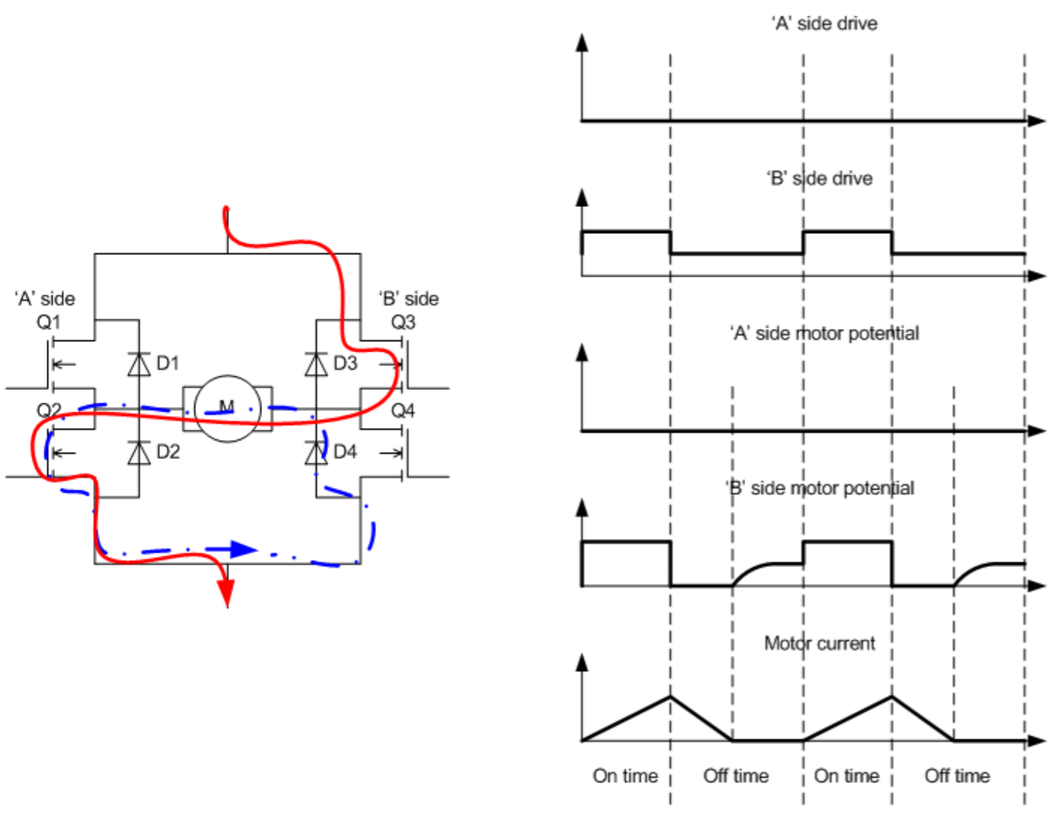 'A' side drive
'B' side drive
'A' side
'B' side
Q1
Q3
'A' side motor potential
D1
D3
M
Q2
Q4
D2
D4
'B' side motor potential
Motor current
On time
Off time
On time
Off time